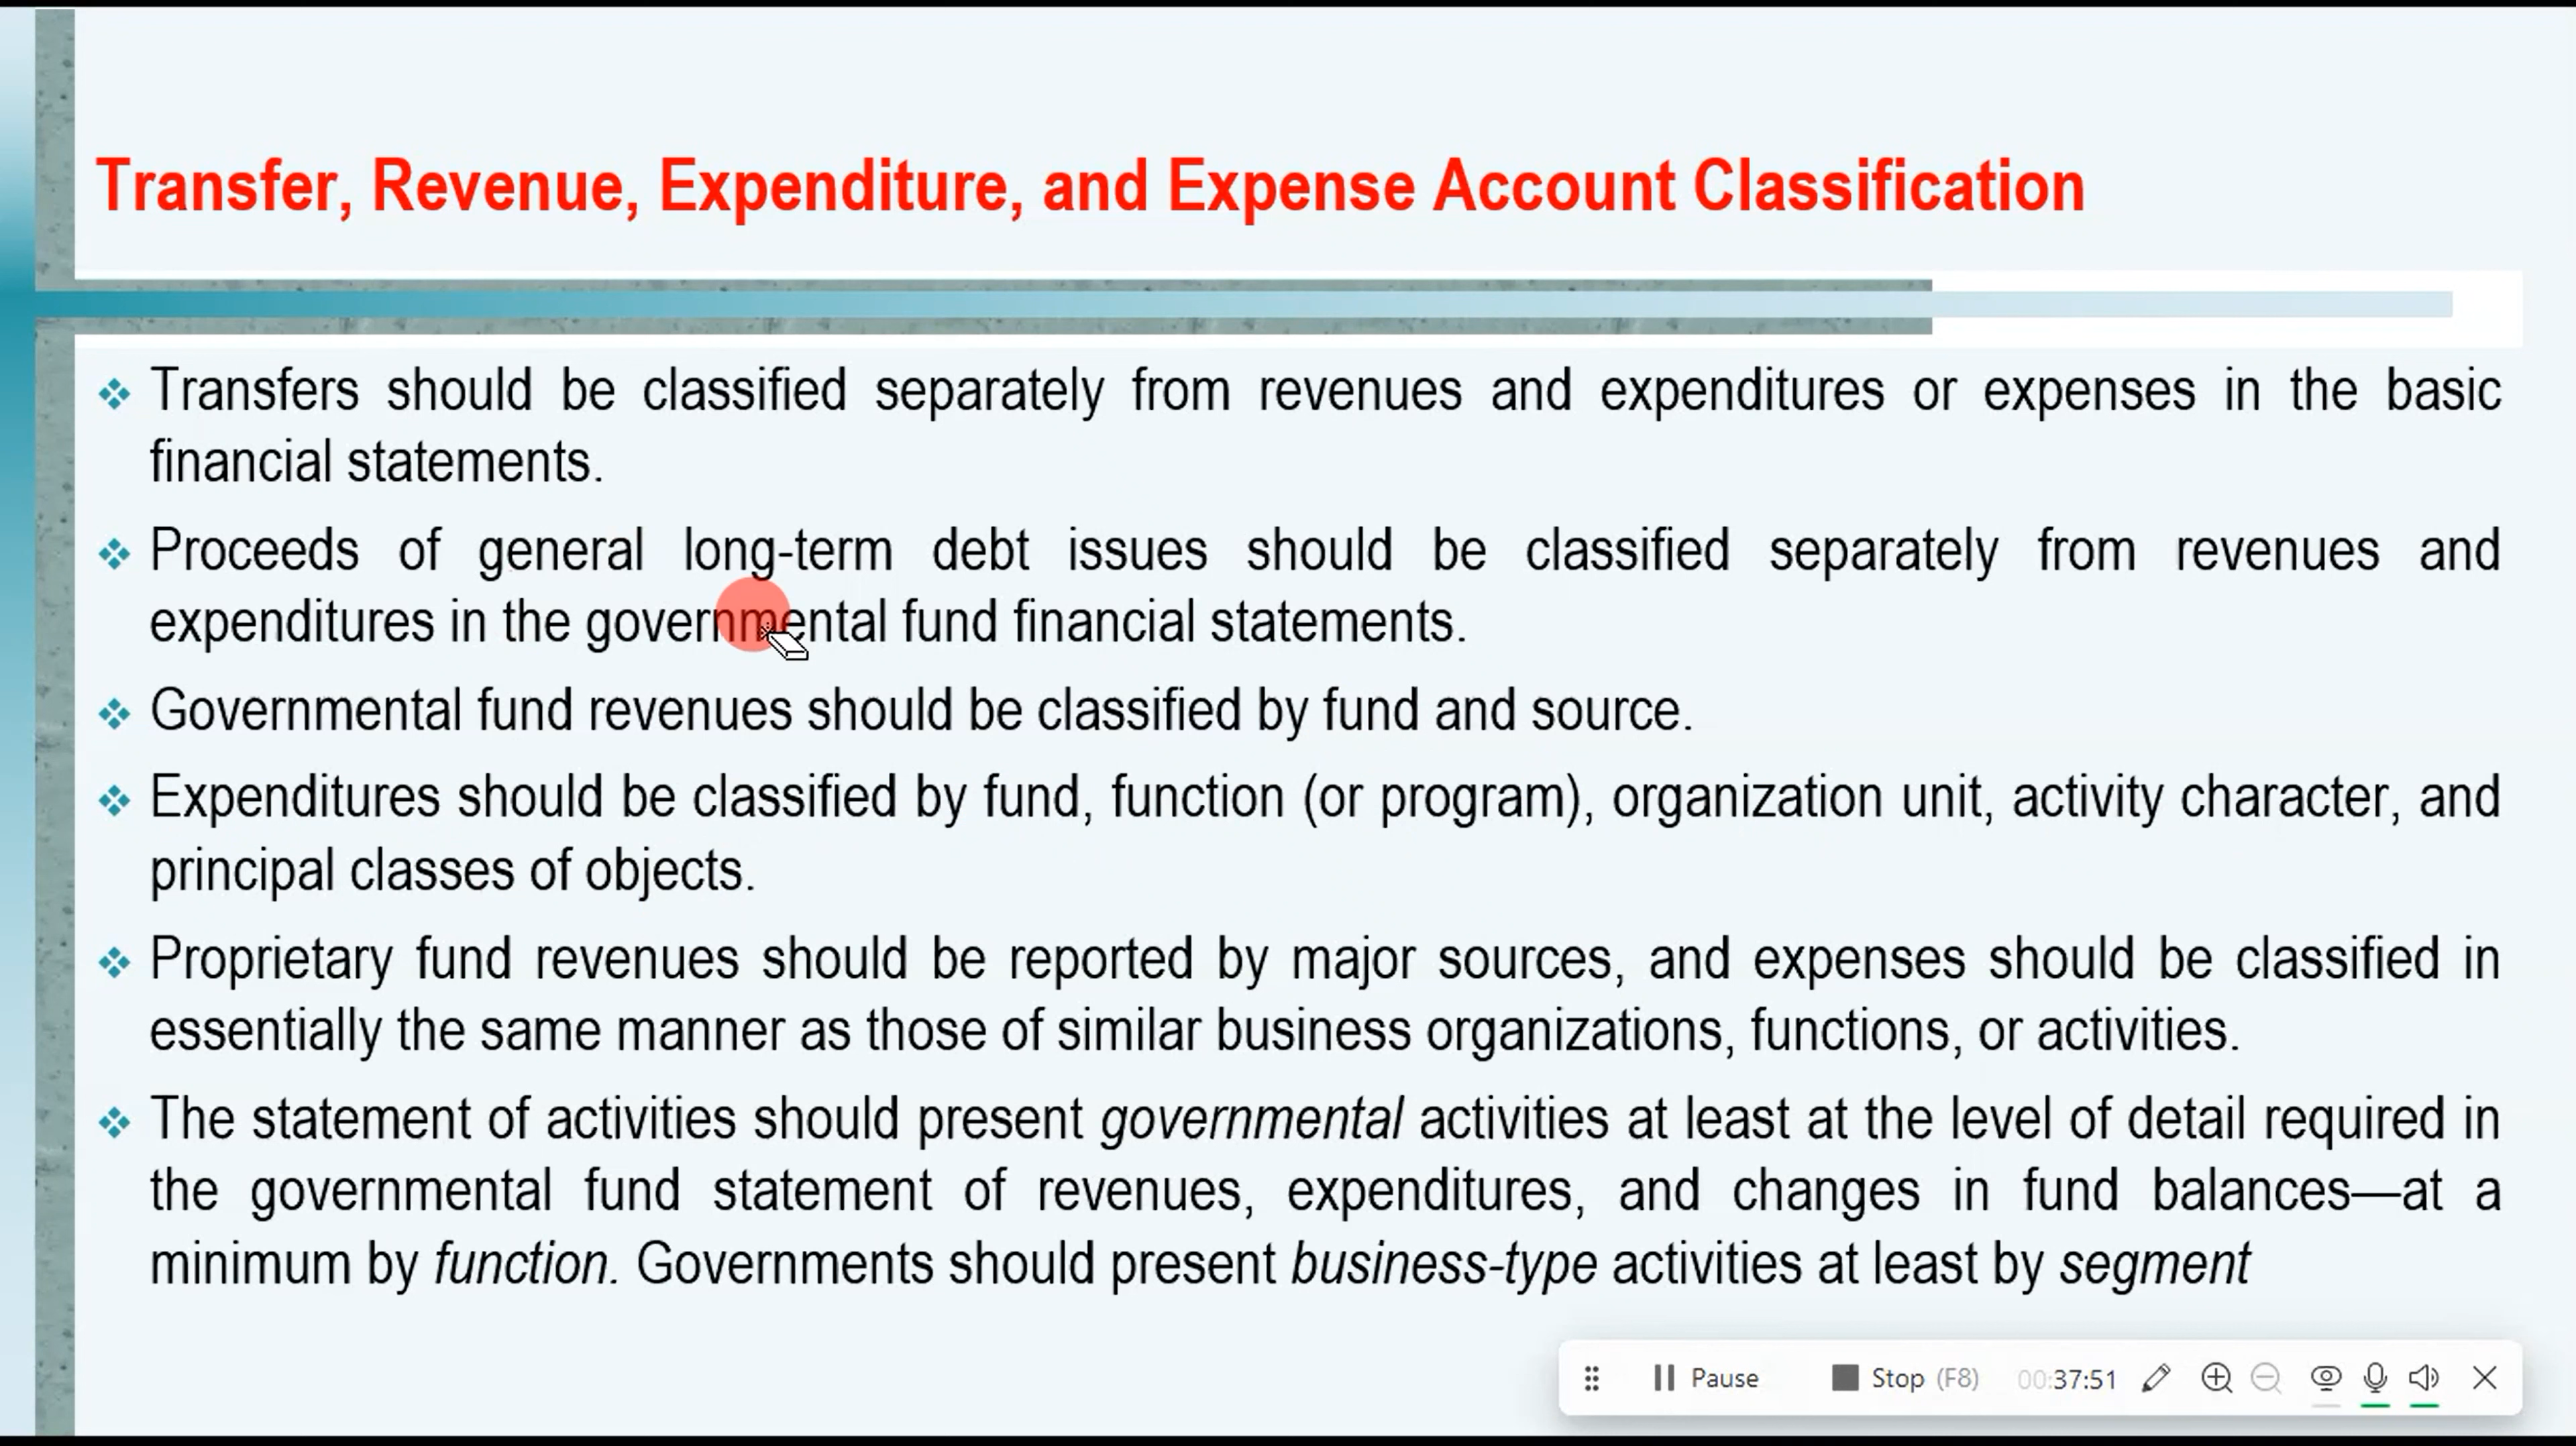 Transfer, Revenue, Expenditure, and Expense Account Classification
Transfers should be classified separately from revenues and expenditures or expenses in the basic
financial statements.
Proceeds of general long-term debt issues should be classified separately from revenues and
expenditures in the governmental fund financial statements.
Governmental fund revenues should be classified by fund and source.
Expenditures should be classified by fund, function (or program), organization unit, activity character, and
principal classes of objects.
Proprietary fund revenues should be reported by major sources, and expenses should be classified in
essentially the same manner as those of similar business organizations, functions, or activities.
The statement of activities should present governmental activities at least at the level of detail required in
the governmental fund statement of revenues, expenditures, and changes in fund balances—at a
minimum by function. Governments should present business-type activities at least by segment
Pause Stop (F8) 00:37:51